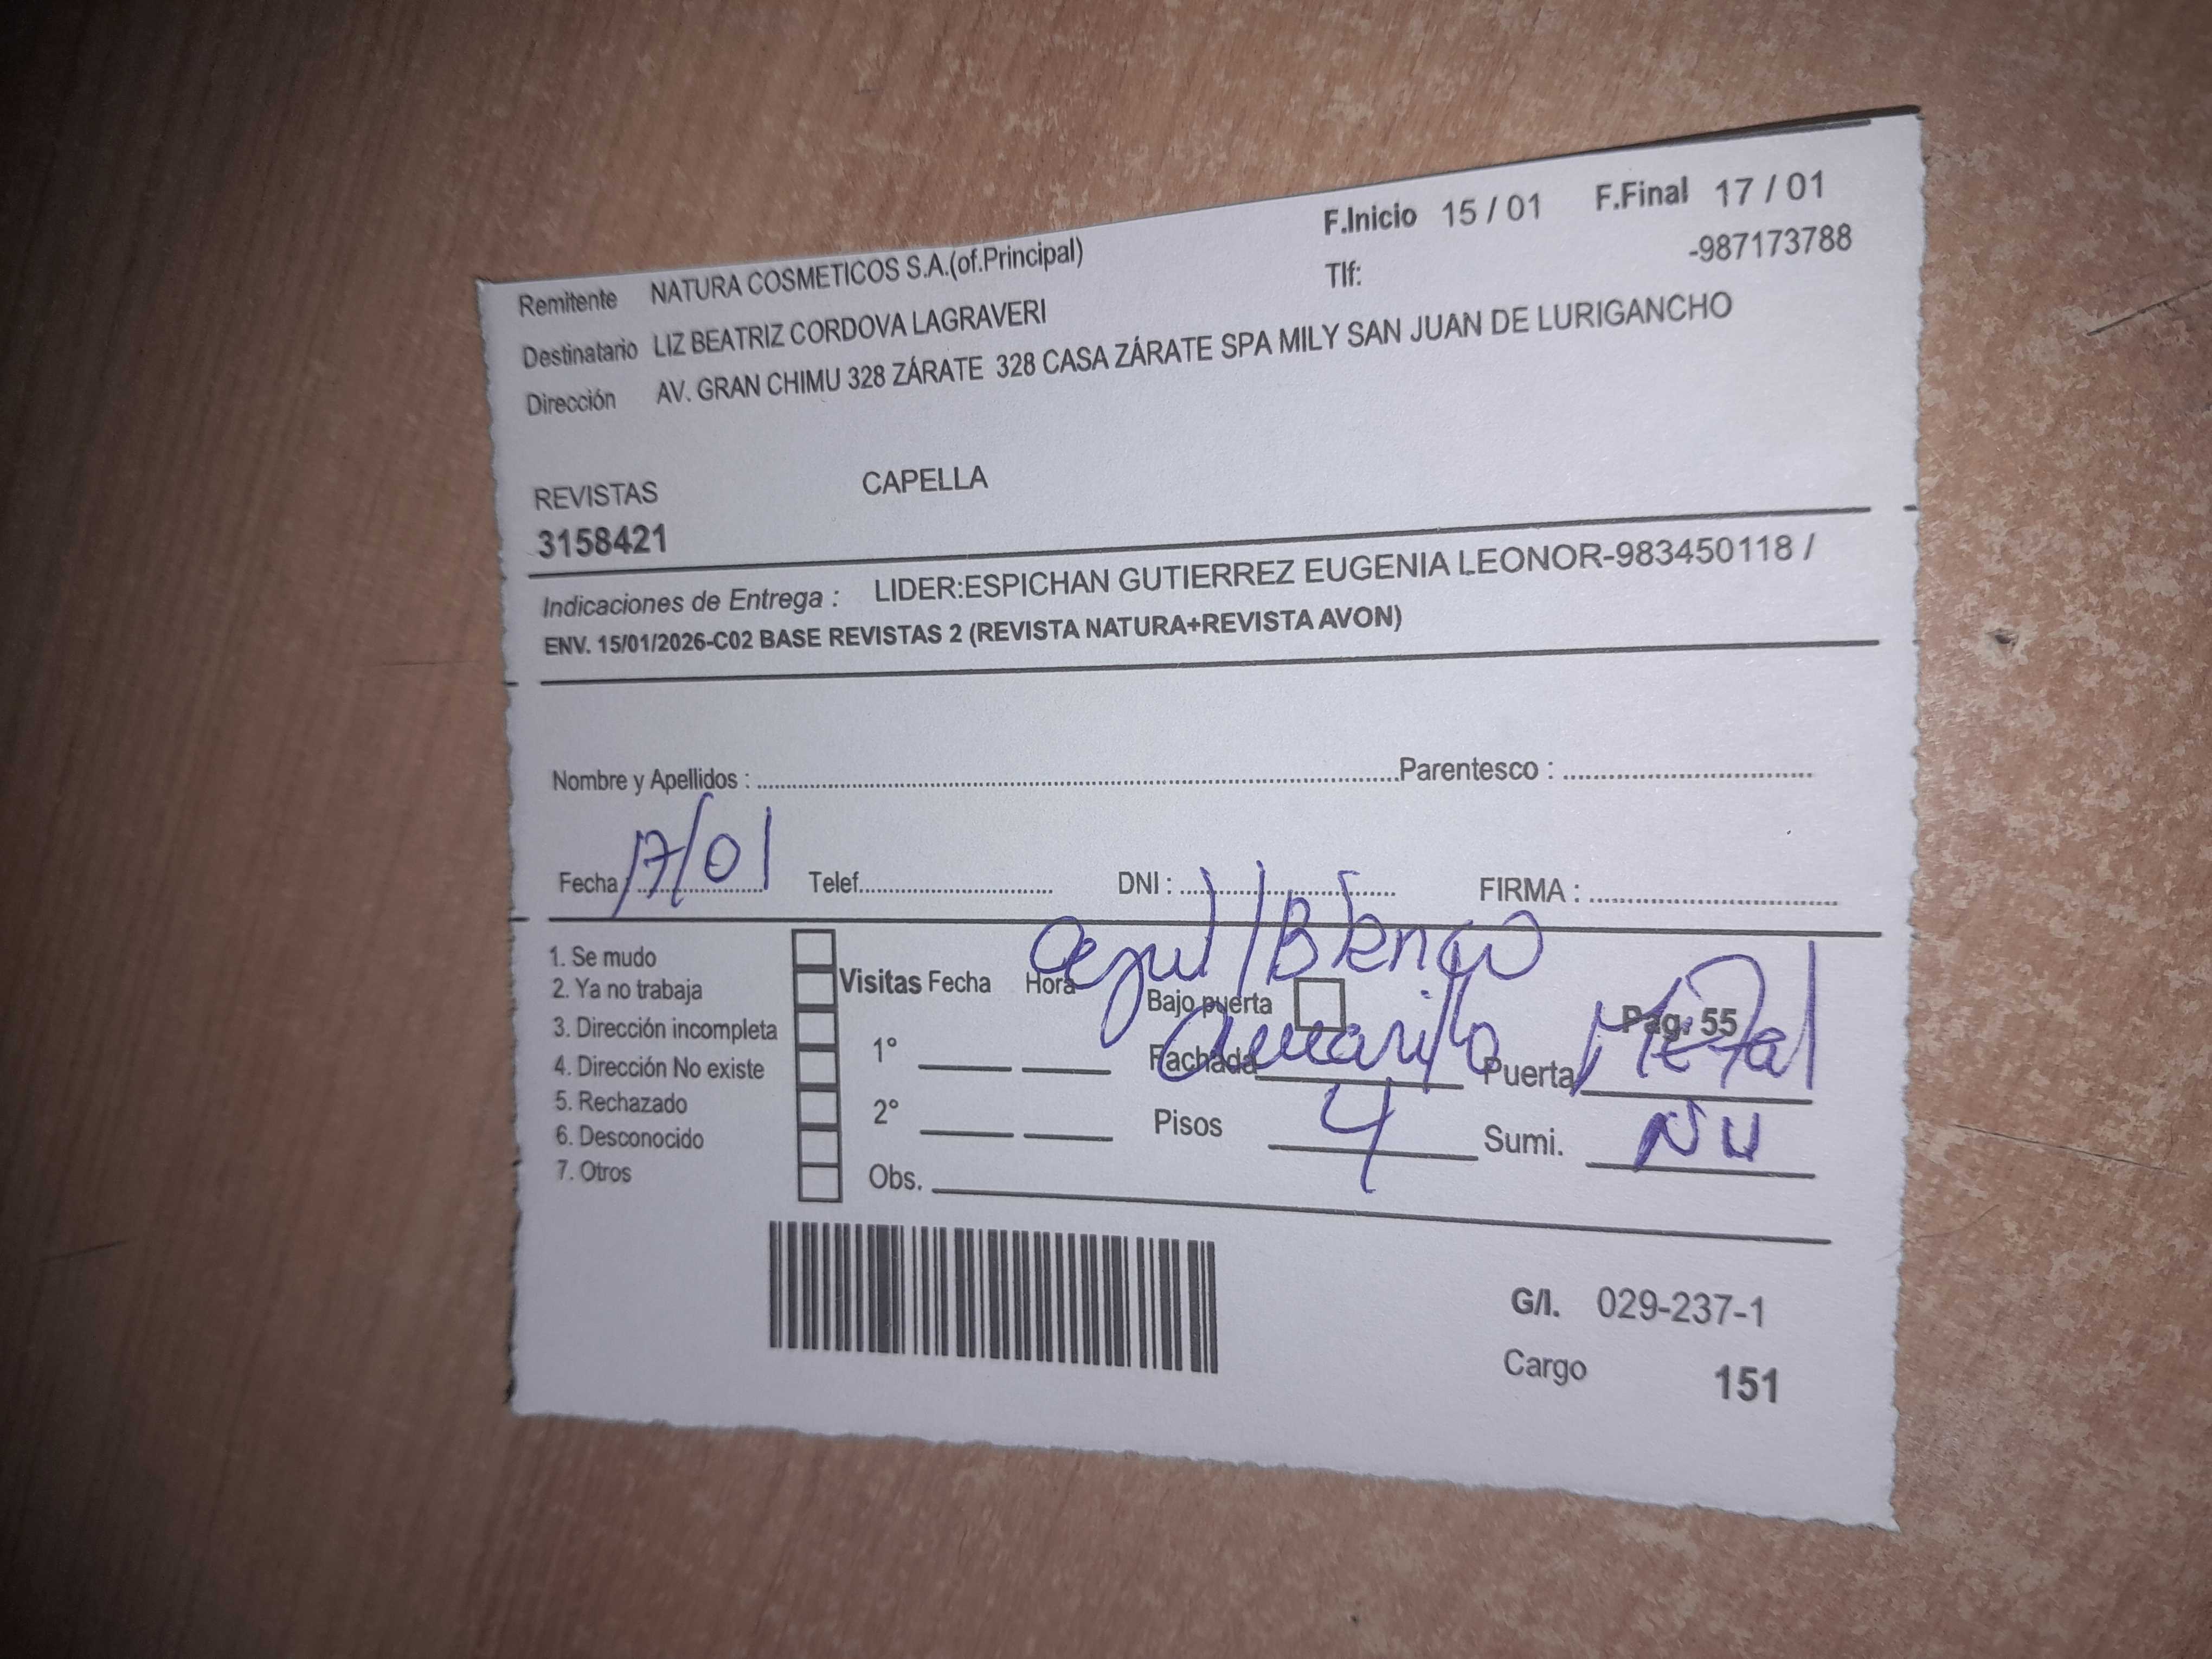 F.Inicio 15 / 01 F.Final 17 / 01
Remitente NATURA COSMETICOS S.A.(of.Principal) Tlf: -987173788
Destinatario LIZ BEATRIZ CORDOVA LAGRAVERI
Dirección AV. GRAN CHIMU 328 ZÁRATE 328 CASA ZÁRATE SPA MILY SAN JUAN DE LURIGANCHO
REVISTAS CAPELLA
3158421
Indicaciones de Entrega : LIDER:ESPICHAN GUTIERREZ EUGENIA LEONOR-983450118 /
ENV. 15/01/2026-C02 BASE REVISTAS 2 (REVISTA NATURA+REVISTA AVON)
Nombre y Apellidos : Parentesco :
Fecha : 17/01 Telef. DNI : FIRMA :
azul/Blanco
1. Se mudo
2. Ya no trabaja
3. Dirección incompleta
4. Dirección No existe
5. Rechazado
6. Desconocido
7. Otros
Visitas Fecha Hora Bajo puerta Pag. 55
1° Fachada Amarillo Puerta Metal
2° Pisos 4 Sumi. NU
Obs.
G/I. 029-237-1
Cargo 151